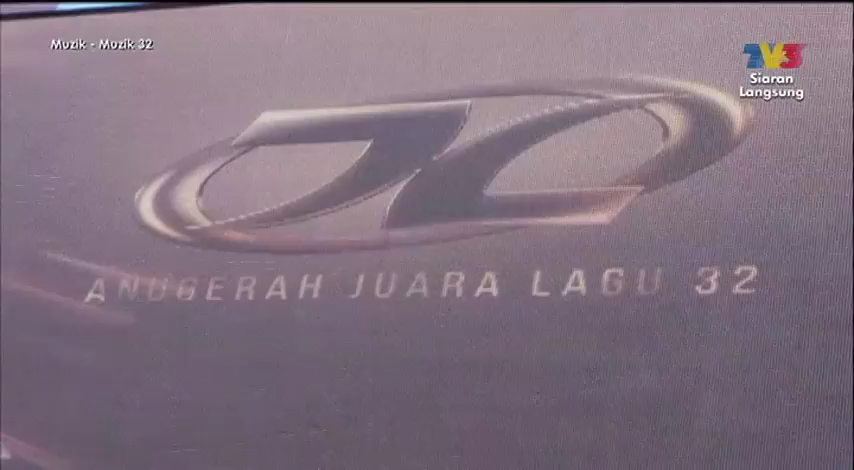 Muzik - Muzik 32
TV3
Siaran
Langsung
ANUGERAH JUARA LAGU 32